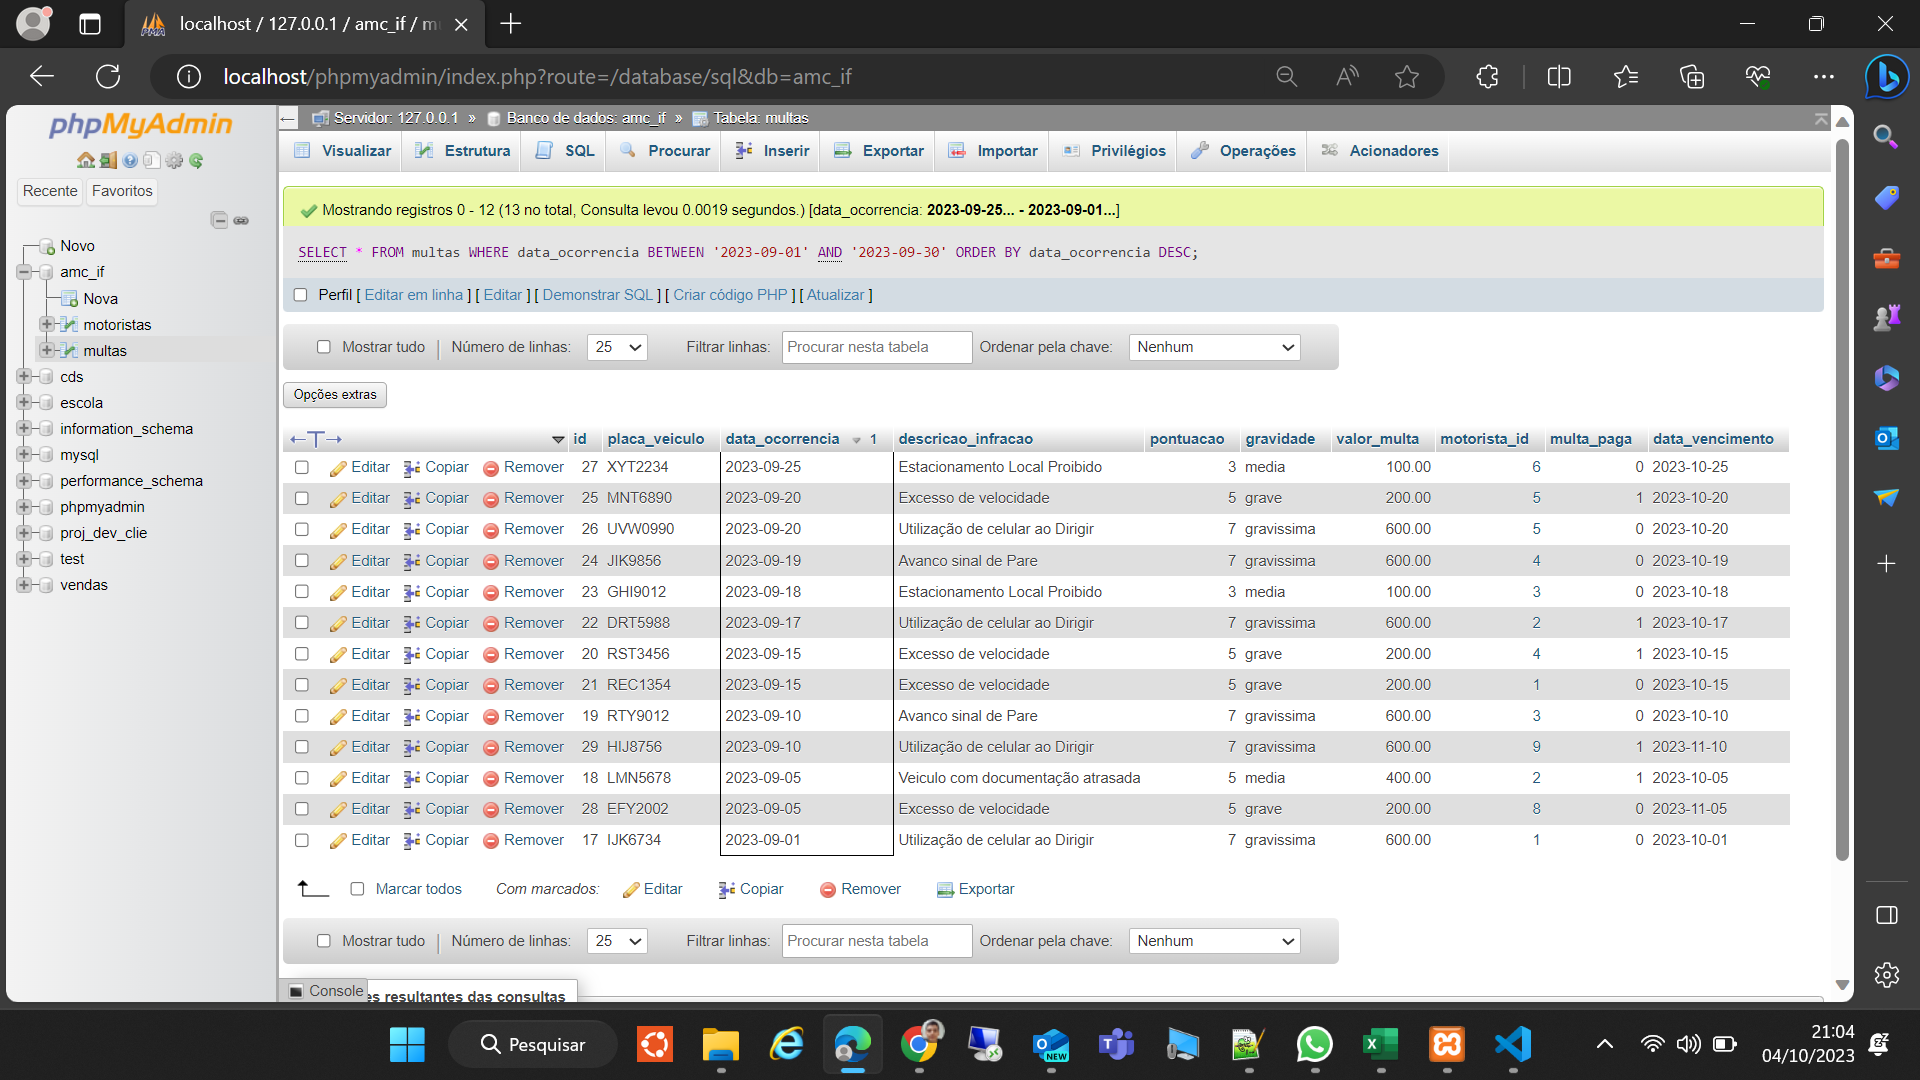 localhost / 127.0.0.1 / amc_if / m
localhost/phpmyadmin/index.php?route=/database/sql&db=amc_if
phpMyAdmin
Recente Favoritos
Novo
amc_if
Nova
motoristas
multas
cds
escola
information_schema
mysql
performance_schema
phpmyadmin
proj_dev_clie
test
vendas
Servidor: 127.0.0.1 » Banco de dados: amc_if » Tabela: multas
Visualizar Estrutura SQL Procurar Inserir Exportar Importar Privilégios Operações Acionadores
Mostrando registros 0 - 12 (13 no total, Consulta levou 0.0019 segundos.) [data_ocorrencia: 2023-09-25... - 2023-09-01...]
SELECT * FROM multas WHERE data_ocorrencia BETWEEN '2023-09-01' AND '2023-09-30' ORDER BY data_ocorrencia DESC;
Perfil [ Editar em linha ] [ Editar ] [ Demonstrar SQL ] [ Criar código PHP ] [ Atualizar ]
Mostrar tudo | Número de linhas: 25 Filtrar linhas: Procurar nesta tabela Ordenar pela chave: Nenhum
Opções extras
id placa_veiculo data_ocorrencia 1 descricao_infracao pontuacao gravidade valor_multa motorista_id multa_paga data_vencimento
Editar Copiar Remover 27 XYT2234 2023-09-25 Estacionamento Local Proibido 3 media 100.00 6 0 2023-10-25
Editar Copiar Remover 25 MNT6890 2023-09-20 Excesso de velocidade 5 grave 200.00 5 1 2023-10-20
Editar Copiar Remover 26 UVW0990 2023-09-20 Utilização de celular ao Dirigir 7 gravissima 600.00 5 0 2023-10-20
Editar Copiar Remover 24 JIK9856 2023-09-19 Avanco sinal de Pare 7 gravissima 600.00 4 0 2023-10-19
Editar Copiar Remover 23 GHI9012 2023-09-18 Estacionamento Local Proibido 3 media 100.00 3 0 2023-10-18
Editar Copiar Remover 22 DRT5988 2023-09-17 Utilização de celular ao Dirigir 7 gravissima 600.00 2 1 2023-10-17
Editar Copiar Remover 20 RST3456 2023-09-15 Excesso de velocidade 5 grave 200.00 4 1 2023-10-15
Editar Copiar Remover 21 REC1354 2023-09-15 Excesso de velocidade 5 grave 200.00 1 0 2023-10-15
Editar Copiar Remover 19 RTY9012 2023-09-10 Avanco sinal de Pare 7 gravissima 600.00 3 0 2023-10-10
Editar Copiar Remover 29 HIJ8756 2023-09-10 Utilização de celular ao Dirigir 7 gravissima 600.00 9 1 2023-11-10
Editar Copiar Remover 18 LMN5678 2023-09-05 Veiculo com documentação atrasada 5 media 400.00 2 1 2023-10-05
Editar Copiar Remover 28 EFY2002 2023-09-05 Excesso de velocidade 5 grave 200.00 8 0 2023-11-05
Editar Copiar Remover 17 IJK6734 2023-09-01 Utilização de celular ao Dirigir 7 gravissima 600.00 1 0 2023-10-01
Marcar todos Com marcados: Editar Copiar Remover Exportar
Mostrar tudo | Número de linhas: 25 Filtrar linhas: Procurar nesta tabela Ordenar pela chave: Nenhum
Console
es resultantes das consultas
Pesquisar
21:04
04/10/2023